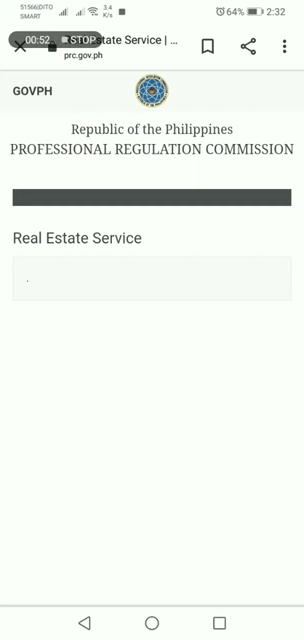 51566|DITO
SMART
3.4
K/s
64%
2:32
00:52
STOP
Estate Service | ...
prc.gov.ph
GOVPH
Republic of the Philippines
PROFESSIONAL REGULATION COMMISSION
Real Estate Service
.